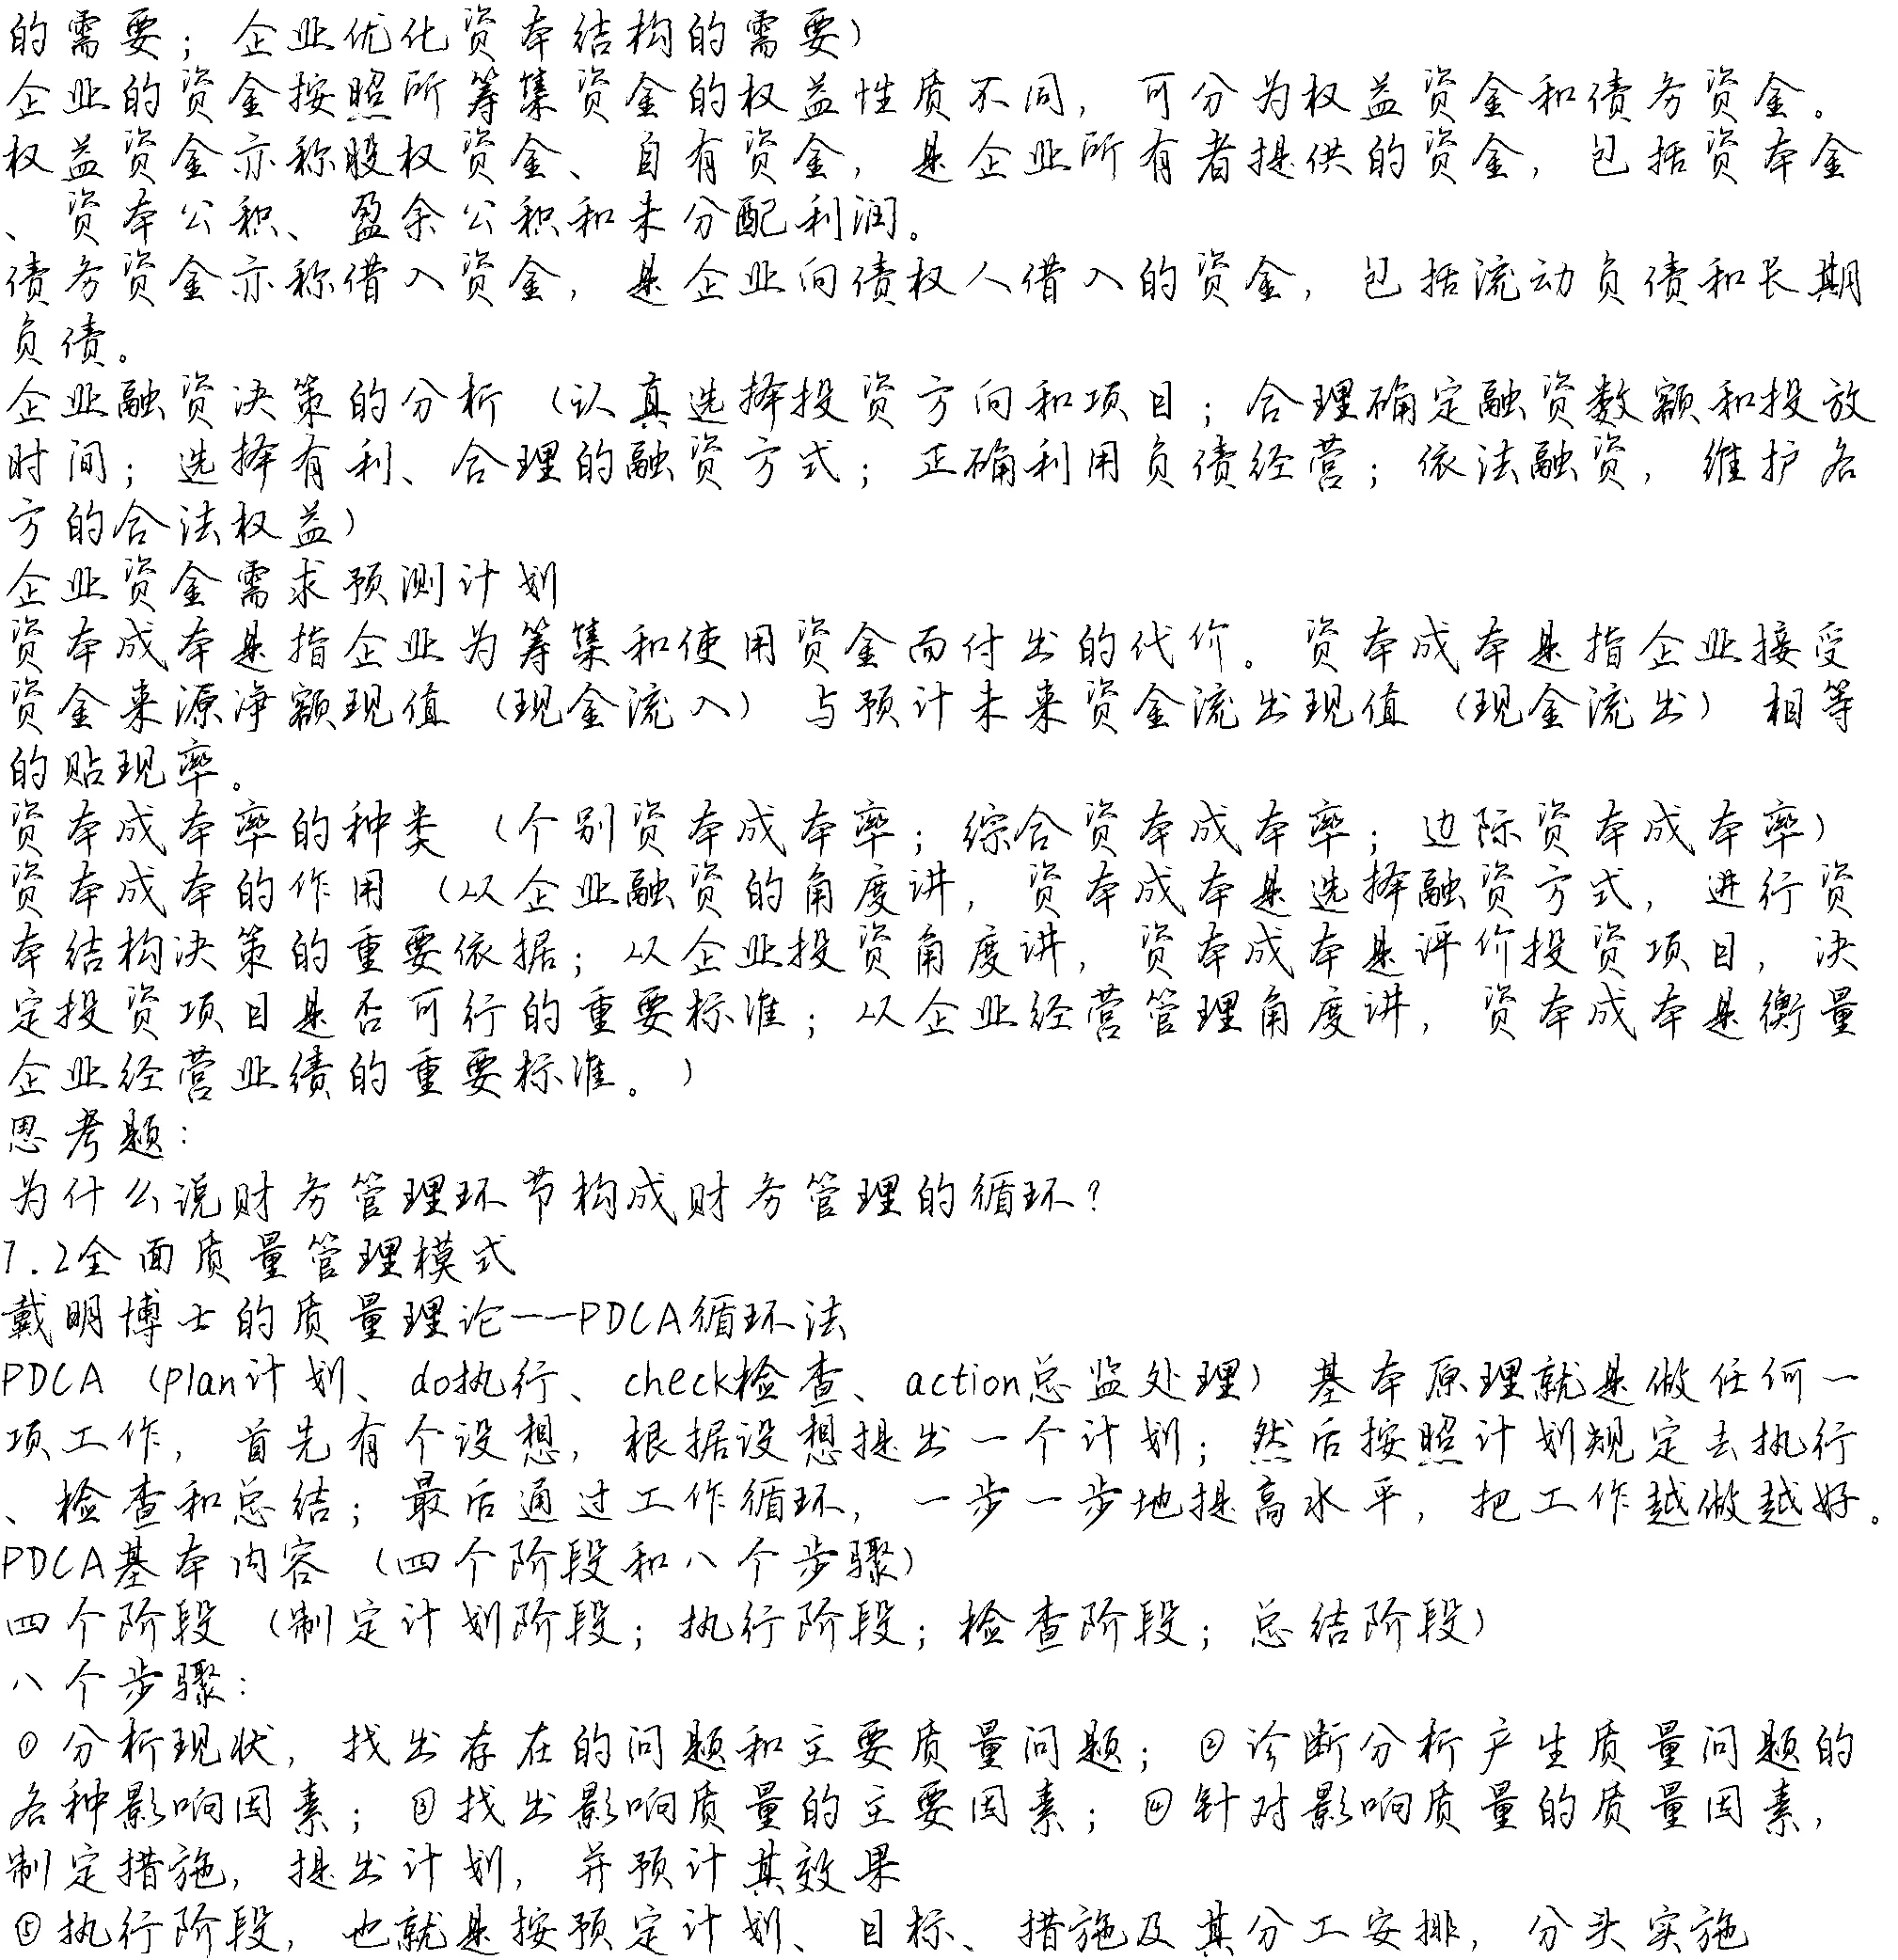 的需要；企业优化资本结构的需要）
企业的资金按照所筹集资金的权益性质不同，可分为权益资金和债务资金。
权益资金亦称股权资金、自有资金，是企业所有者提供的资金，包括资本金
、资本公积、盈余公积和未分配利润。
债务资金亦称借入资金，是企业向债权人借入的资金，包括流动负债和长期
负债。
企业融资决策的分析（认真选择投资方向和项目；合理确定融资数额和投放
时间；选择有利、合理的融资方式；正确利用负债经营；依法融资，维护各
方的合法权益）
企业资金需求预测计划
资本成本是指企业为筹集和使用资金而付出的代价。资本成本是指企业接受
资金来源净额现值（现金流入）与预计未来资金流出现值（现金流出）相等
的贴现率。
资本成本率的种类（个别资本成本率；综合资本成本率；边际资本成本率）
资本成本的作用（从企业融资的角度讲，资本成本是选择融资方式，进行资
本结构决策的重要依据；从企业投资角度讲，资本成本是评价投资项目，决
定投资项目是否可行的重要标准；从企业经营管理角度讲，资本成本是衡量
企业经营业绩的重要标准。）
思考题：
为什么说财务管理环节构成财务管理的循环？
7.2全面质量管理模式
戴明博士的质量理论——PDCA循环法
PDCA（plan计划、do执行、check检查、action总监处理）基本原理就是做任何一
项工作，首先有个设想，根据设想提出一个计划；然后按照计划规定去执行
、检查和总结；最后通过工作循环，一步一步地提高水平，把工作越做越好。
PDCA基本内容（四个阶段和八个步骤）
四个阶段（制定计划阶段；执行阶段；检查阶段；总结阶段）
八个步骤：
①分析现状，找出存在的问题和主要质量问题；②诊断分析产生质量问题的
各种影响因素；③找出影响质量的主要因素；④针对影响质量的质量因素，
制定措施，提出计划，并预计其效果
⑤执行阶段，也就是按预定计划、目标、措施及其分工安排，分头实施